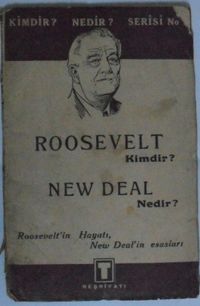 KİMDİR? NEDİR? SERİSİ No
ROOSEVELT
Kimdir?
NEW DEAL
Nedir?
Roosevelt'in Hayatı,
New Deal'in esasları
T
NEŞRİYATI